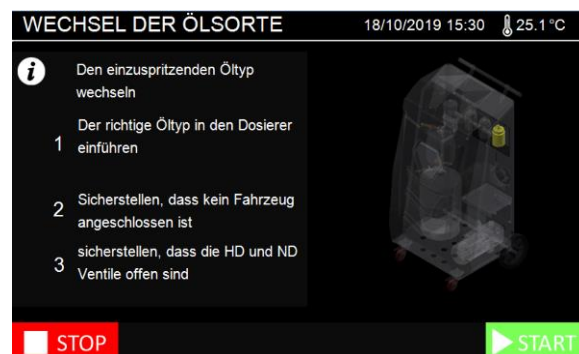 WECHSEL DER ÖLSORTE 18/10/2019 15:30 25.1 °C
i Den einzuspritzenden Öltyp
wechseln
Der richtige Öltyp in den Dosierer
1 einführen
Sicherstellen, dass kein Fahrzeug
2 angeschlossen ist
sicherstellen, dass die HD und ND
3 Ventile offen sind
STOP START